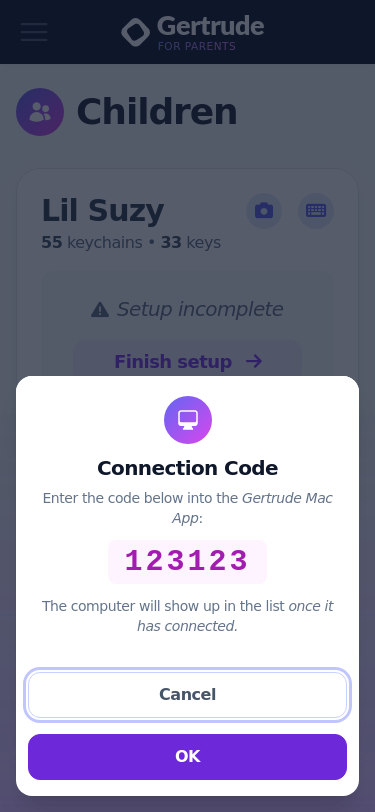 Gertrude
FOR PARENTS
Children
Lil Suzy
55 keychains • 33 keys
Setup incomplete
Finish setup
Connection Code
Enter the code below into the Gertrude Mac
App:
123123
The computer will show up in the list once it
has connected.
Cancel
OK